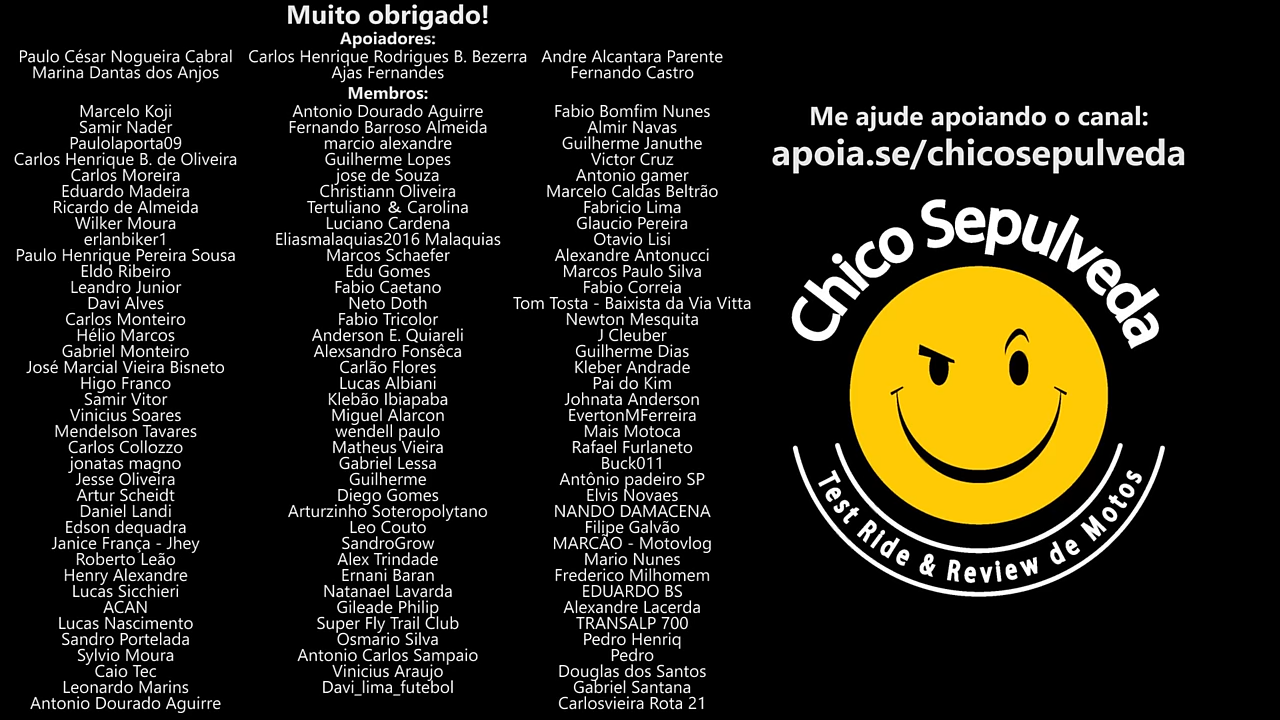 Muito obrigado!
Apoiadores:
Paulo César Nogueira Cabral
Carlos Henrique Rodrigues B. Bezerra
Andre Alcantara Parente
Marina Dantas dos Anjos
Ajas Fernandes
Fernando Castro
Membros:
Marcelo Koji
Samir Nader
Paulolaporta09
Carlos Henrique B. de Oliveira
Carlos Moreira
Eduardo Madeira
Ricardo de Almeida
Wilker Moura
erlanbiker1
Paulo Henrique Pereira Sousa
Eldo Ribeiro
Leandro Junior
Davi Alves
Carlos Monteiro
Hélio Marcos
Gabriel Monteiro
José Marcial Vieira Bisneto
Higo Franco
Samir Vitor
Vinicius Soares
Mendelson Tavares
Carlos Collozzo
jonatas magno
Jesse Oliveira
Artur Scheidt
Daniel Landi
Edson dequadra
Janice França - Jhey
Roberto Leão
Henry Alexandre
Lucas Sicchieri
ACAN
Lucas Nascimento
Sandro Portelada
Sylvio Moura
Caio Tec
Leonardo Marins
Antonio Dourado Aguirre
Antonio Dourado Aguirre
Fernando Barroso Almeida
marcio alexandre
Guilherme Lopes
jose de Souza
Christiann Oliveira
Tertuliano & Carolina
Luciano Cardena
Eliasmalaquias2016 Malaquias
Marcos Schaefer
Edu Gomes
Fabio Caetano
Neto Doth
Fabio Tricolor
Anderson E. Quiareli
Alexsandro Fonsêca
Carlão Flores
Lucas Albiani
Klebão Ibiapaba
Miguel Alarcon
wendell paulo
Matheus Vieira
Gabriel Lessa
Guilherme
Diego Gomes
Arturzinho Soteropolytano
Leo Couto
SandroGrow
Alex Trindade
Ernani Baran
Natanael Lavarda
Gileade Philip
Super Fly Trail Club
Osmario Silva
Antonio Carlos Sampaio
Vinicius Araujo
Davi_lima_futebol
Fabio Bomfim Nunes
Almir Navas
Guilherme Januthe
Victor Cruz
Antonio gamer
Marcelo Caldas Beltrão
Fabricio Lima
Glaucio Pereira
Otavio Lisi
Alexandre Antonucci
Marcos Paulo Silva
Fabio Correia
Tom Tosta - Baixista da Via Vitta
Newton Mesquita
J Cleuber
Guilherme Dias
Kleber Andrade
Pai do Kim
Johnata Anderson
EvertonMFerreira
Mais Motoca
Rafael Furlaneto
Buck011
Antônio padeiro SP
Elvis Novaes
NANDO DAMACENA
Filipe Galvão
MARCÃO - Motovlog
Mario Nunes
Frederico Milhomem
EDUARDO BS
Alexandre Lacerda
TRANSALP 700
Pedro Henriq
Pedro
Douglas dos Santos
Gabriel Santana
Carlosvieira Rota 21
Me ajude apoiando o canal:
apoia.se/chicosepulveda
Chico Sepulveda
Test Ride & Review de Motos